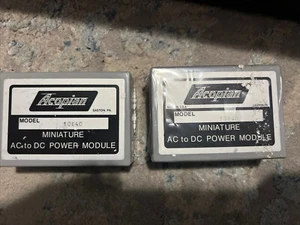 Acopian
EASTON, PA.
MODEL
MINIATURE
AC to DC POWER MODULE
Acopian
MODEL
MINIATURE
AC to DC POWER MODULE